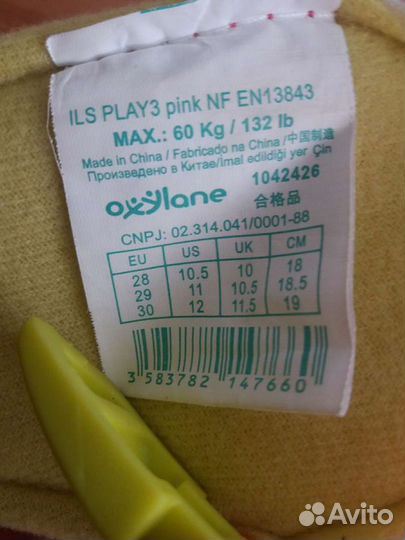 ILS PLAY3 pink NF EN13843
MAX.: 60 Kg / 132 lb
Made in China / Fabricado na China /中国制造
Произведено в Китае/imal edildiği yer Çin
oxylane 1042426
合格品
CNPJ: 02.314.041/0001-88
EU US UK CM
28 10.5 10 18
29 11 10.5 18.5
30 12 11.5 19
3 583782 147660
Avito